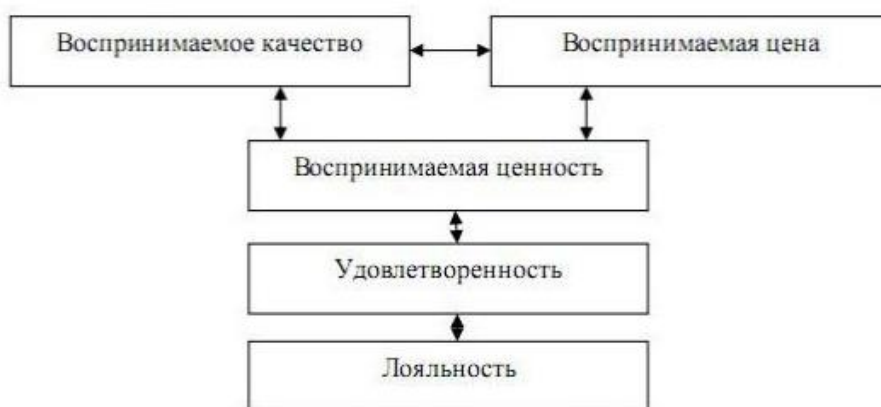 Воспринимаемое качество
Воспринимаемая цена
Воспринимаемая ценность
Удовлетворенность
Лояльность